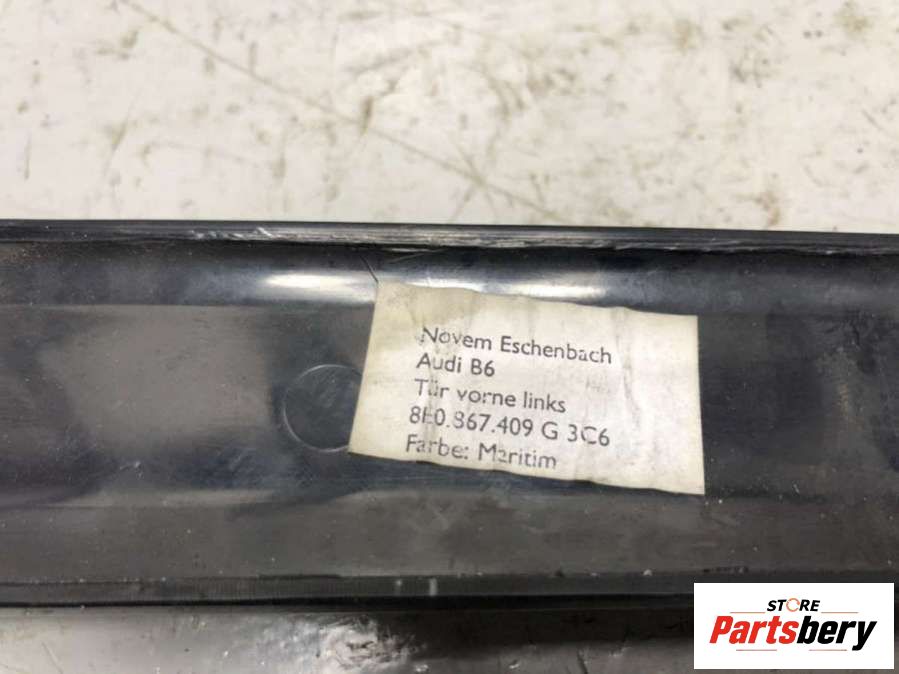 Novem Eschenbach
Audi B6
Tür vorne links
8E0.867.409 G 3C6
Farbe: Maritim
STORE
Partsbery